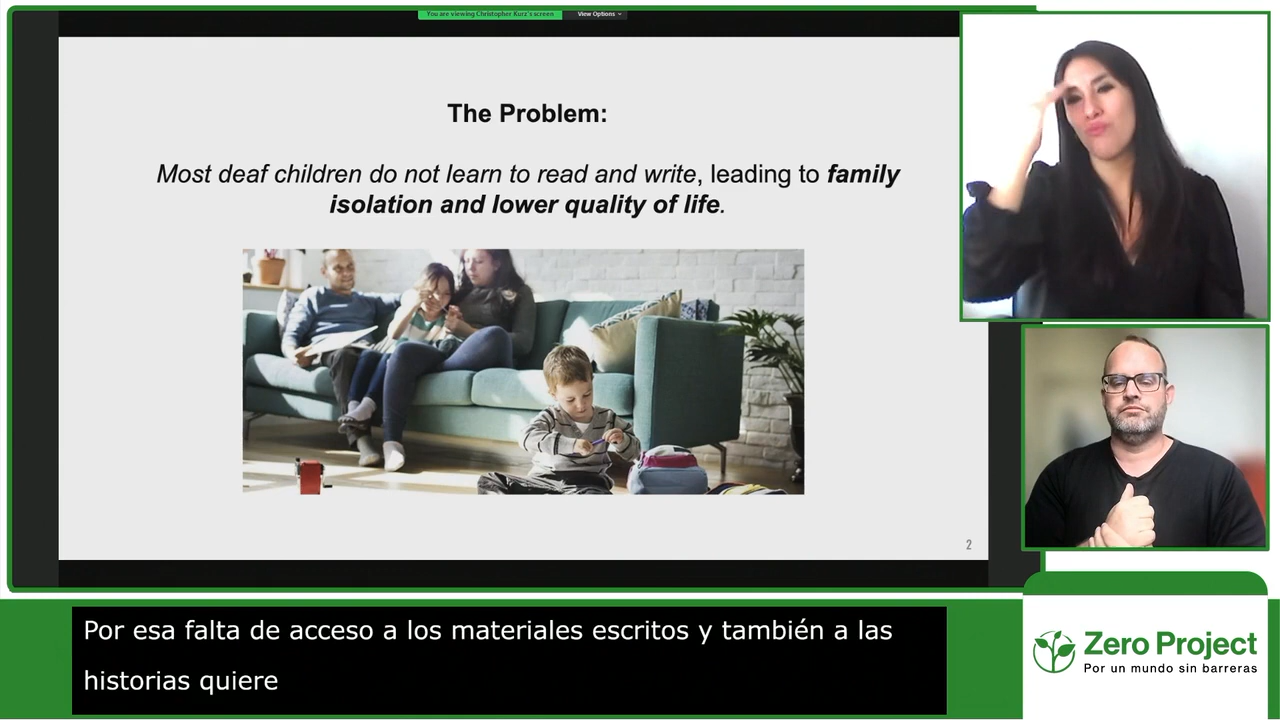 You are viewing Christopher Kurz's screen
View Options
The Problem:
Most deaf children do not learn to read and write, leading to family
isolation and lower quality of life.
2
Por esa falta de acceso a los materiales escritos y también a las
historias quiere
Zero Project
Por un mundo sin barreras